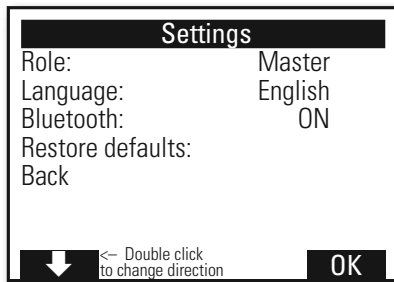 Settings
Role: Master
Language: English
Bluetooth: ON
Restore defaults:
Back
<– Double click
to change direction
OK